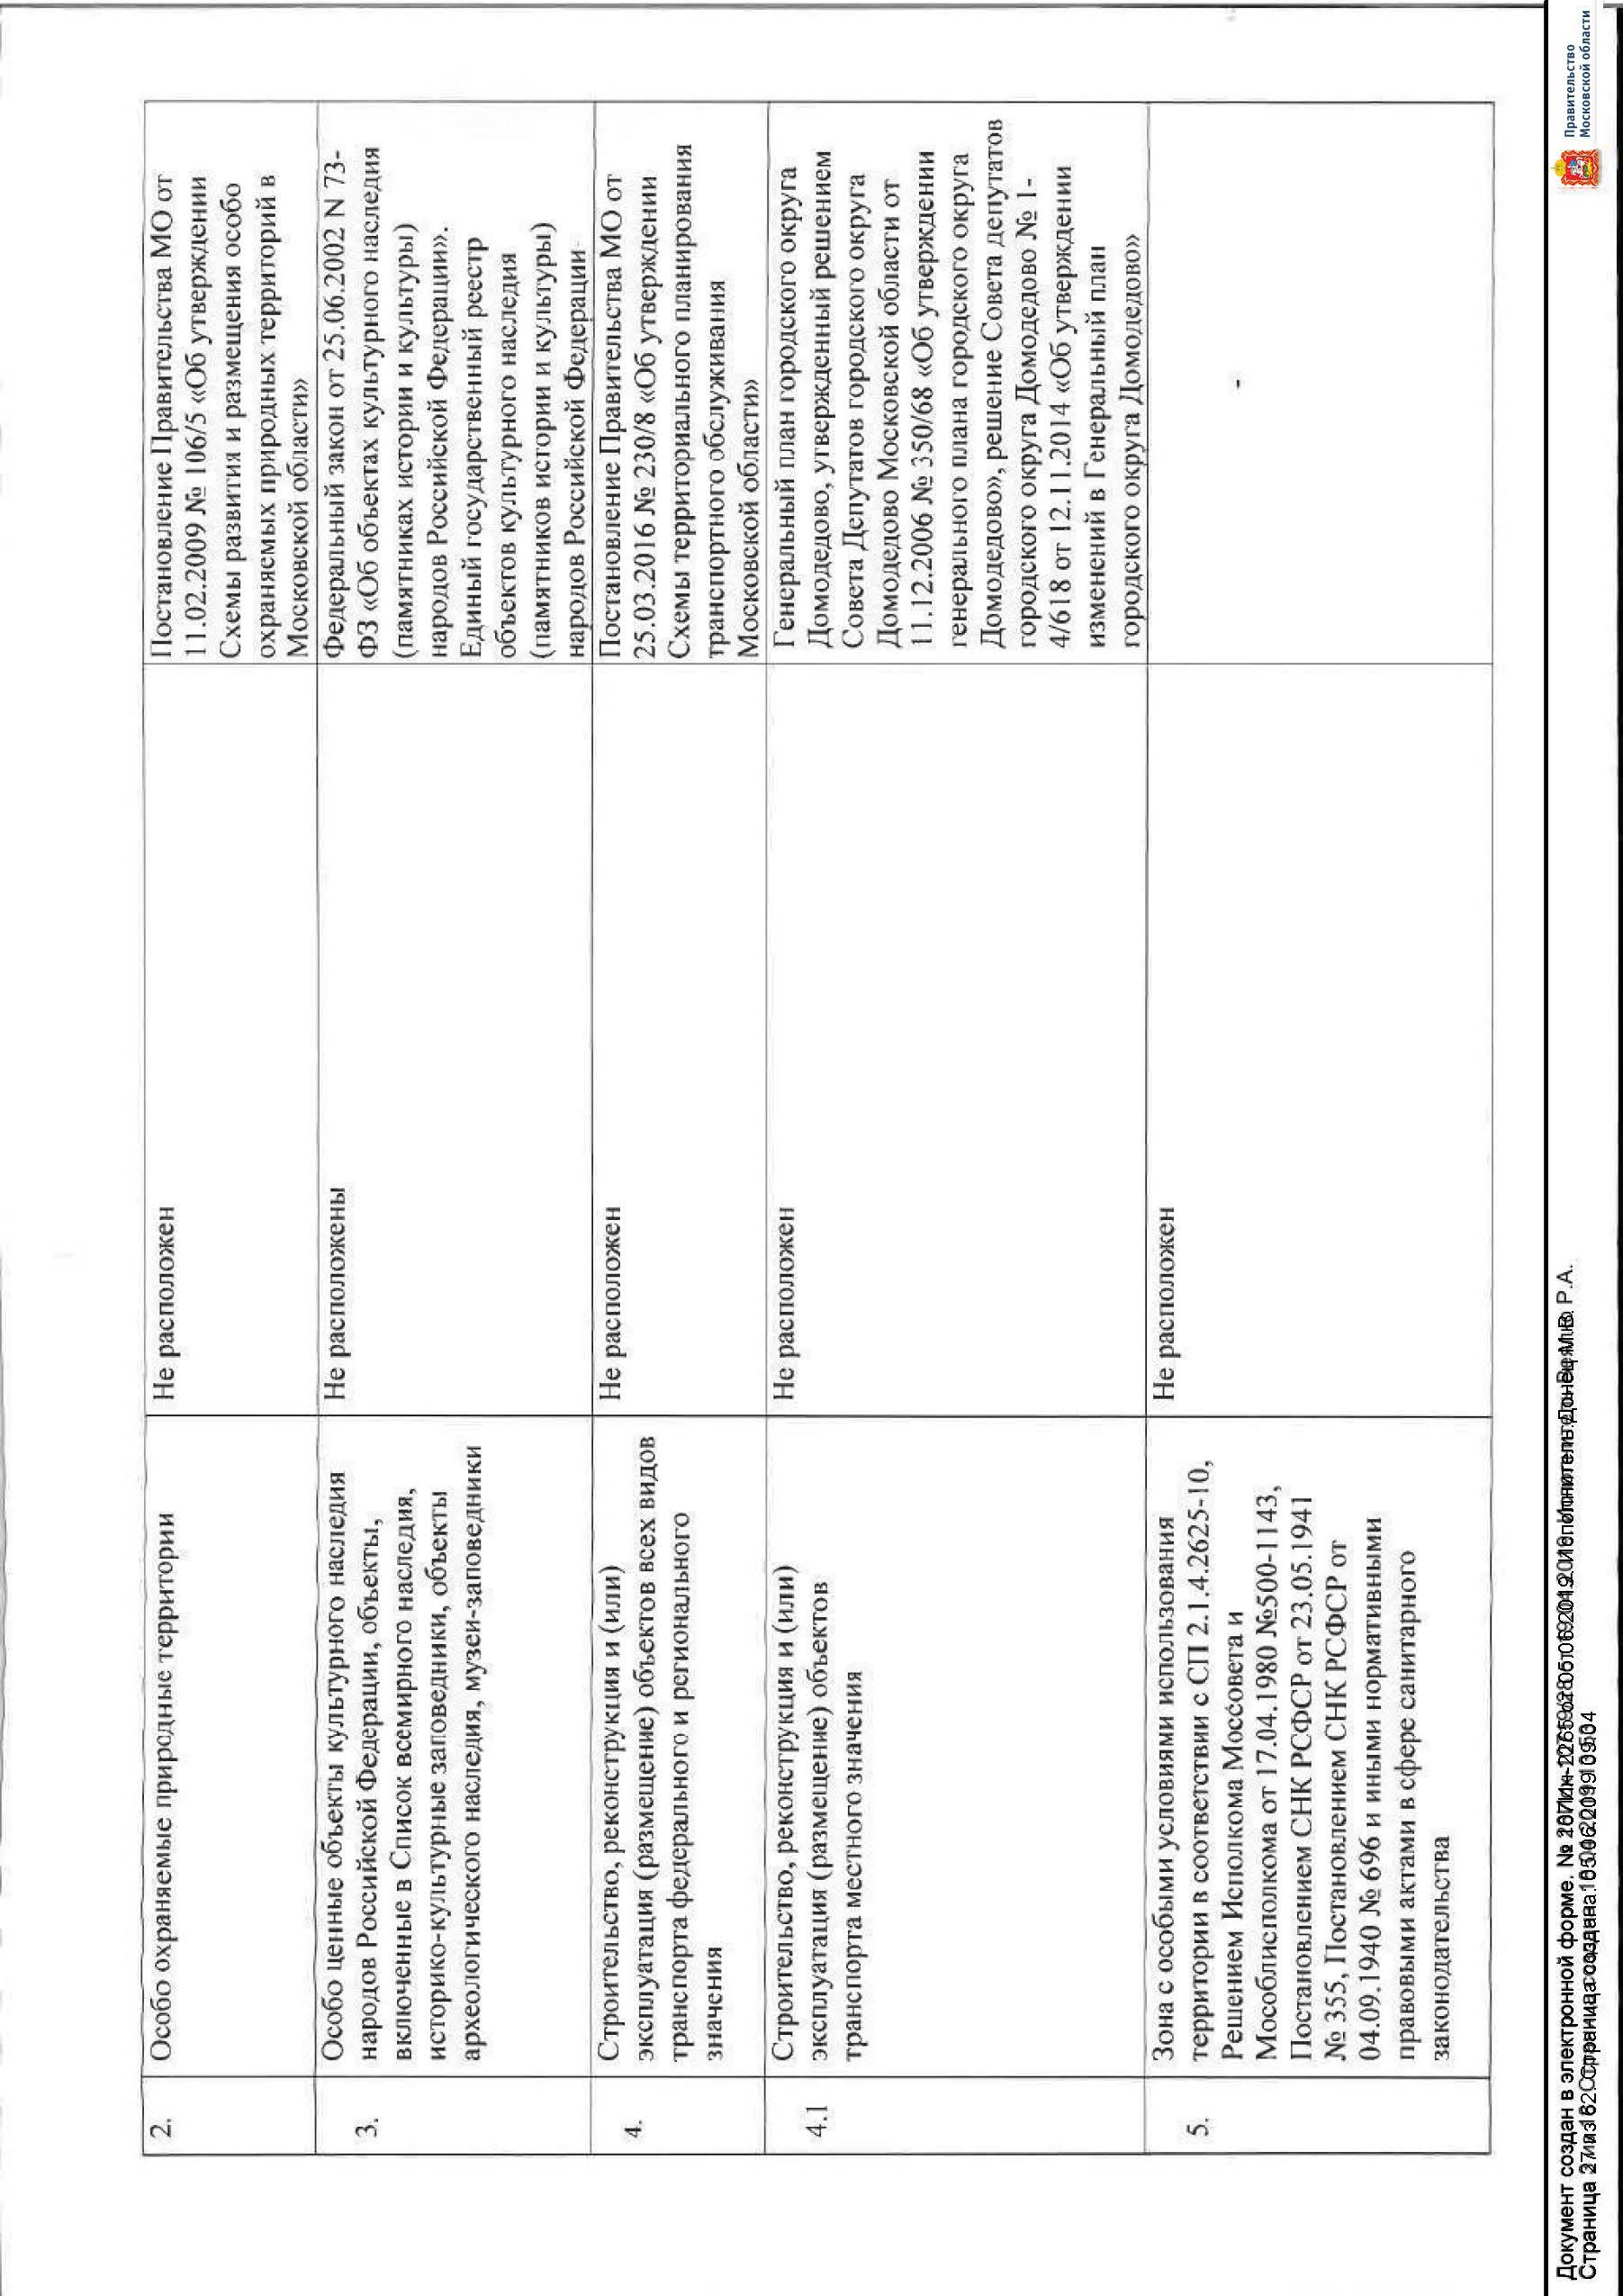 2.
Особо охраняемые природные территории
Не расположен
Постановление Правительства МО от
11.02.2009 № 106/5 «Об утверждении
Схемы развития и размещения особо
охраняемых природных территорий в
Московской области»
3.
Особо ценные объекты культурного наследия
народов Российской Федерации, объекты,
включенные в Список всемирного наследия,
историко-культурные заповедники, объекты
археологического наследия, музеи-заповедники
Не расположены
Федеральный закон от 25.06.2002 N 73-
ФЗ «Об объектах культурного наследия
(памятниках истории и культуры)
народов Российской Федерации».
Единый государственный реестр
объектов культурного наследия
(памятников истории и культуры)
народов Российской Федерации
4.
Строительство, реконструкция и (или)
эксплуатация (размещение) объектов всех видов
транспорта федерального и регионального
значения
Не расположен
Постановление Правительства МО от
25.03.2016 № 230/8 «Об утверждении
Схемы территориального планирования
транспортного обслуживания
Московской области»
4.1
Строительство, реконструкция и (или)
эксплуатация (размещение) объектов
транспорта местного значения
Не расположен
Генеральный план городского округа
Домодедово, утвержденный решением
Совета Депутатов городского округа
Домодедово Московской области от
11.12.2006 № 350/68 «Об утверждении
генерального плана городского округа
Домодедово», решение Совета депутатов
городского округа Домодедово № 1-
4/618 от 12.11.2014 «Об утверждении
изменений в Генеральный план
городского округа Домодедово»
5.
Зона с особыми условиями использования
территории в соответствии с СП 2.1.4.2625-10,
Решением Исполкома Моссовета и
Мособлисполкома от 17.04.1980 №500-1143,
Постановлением СНК РСФСР от 23.05.1941
№ 355, Постановлением СНК РСФСР от
04.09.1940 № 696 и иными нормативными
правовыми актами в сфере санитарного
законодательства
Не расположен
-
Документ создан в электронной форме. №
Страница
Правительство
Московской области